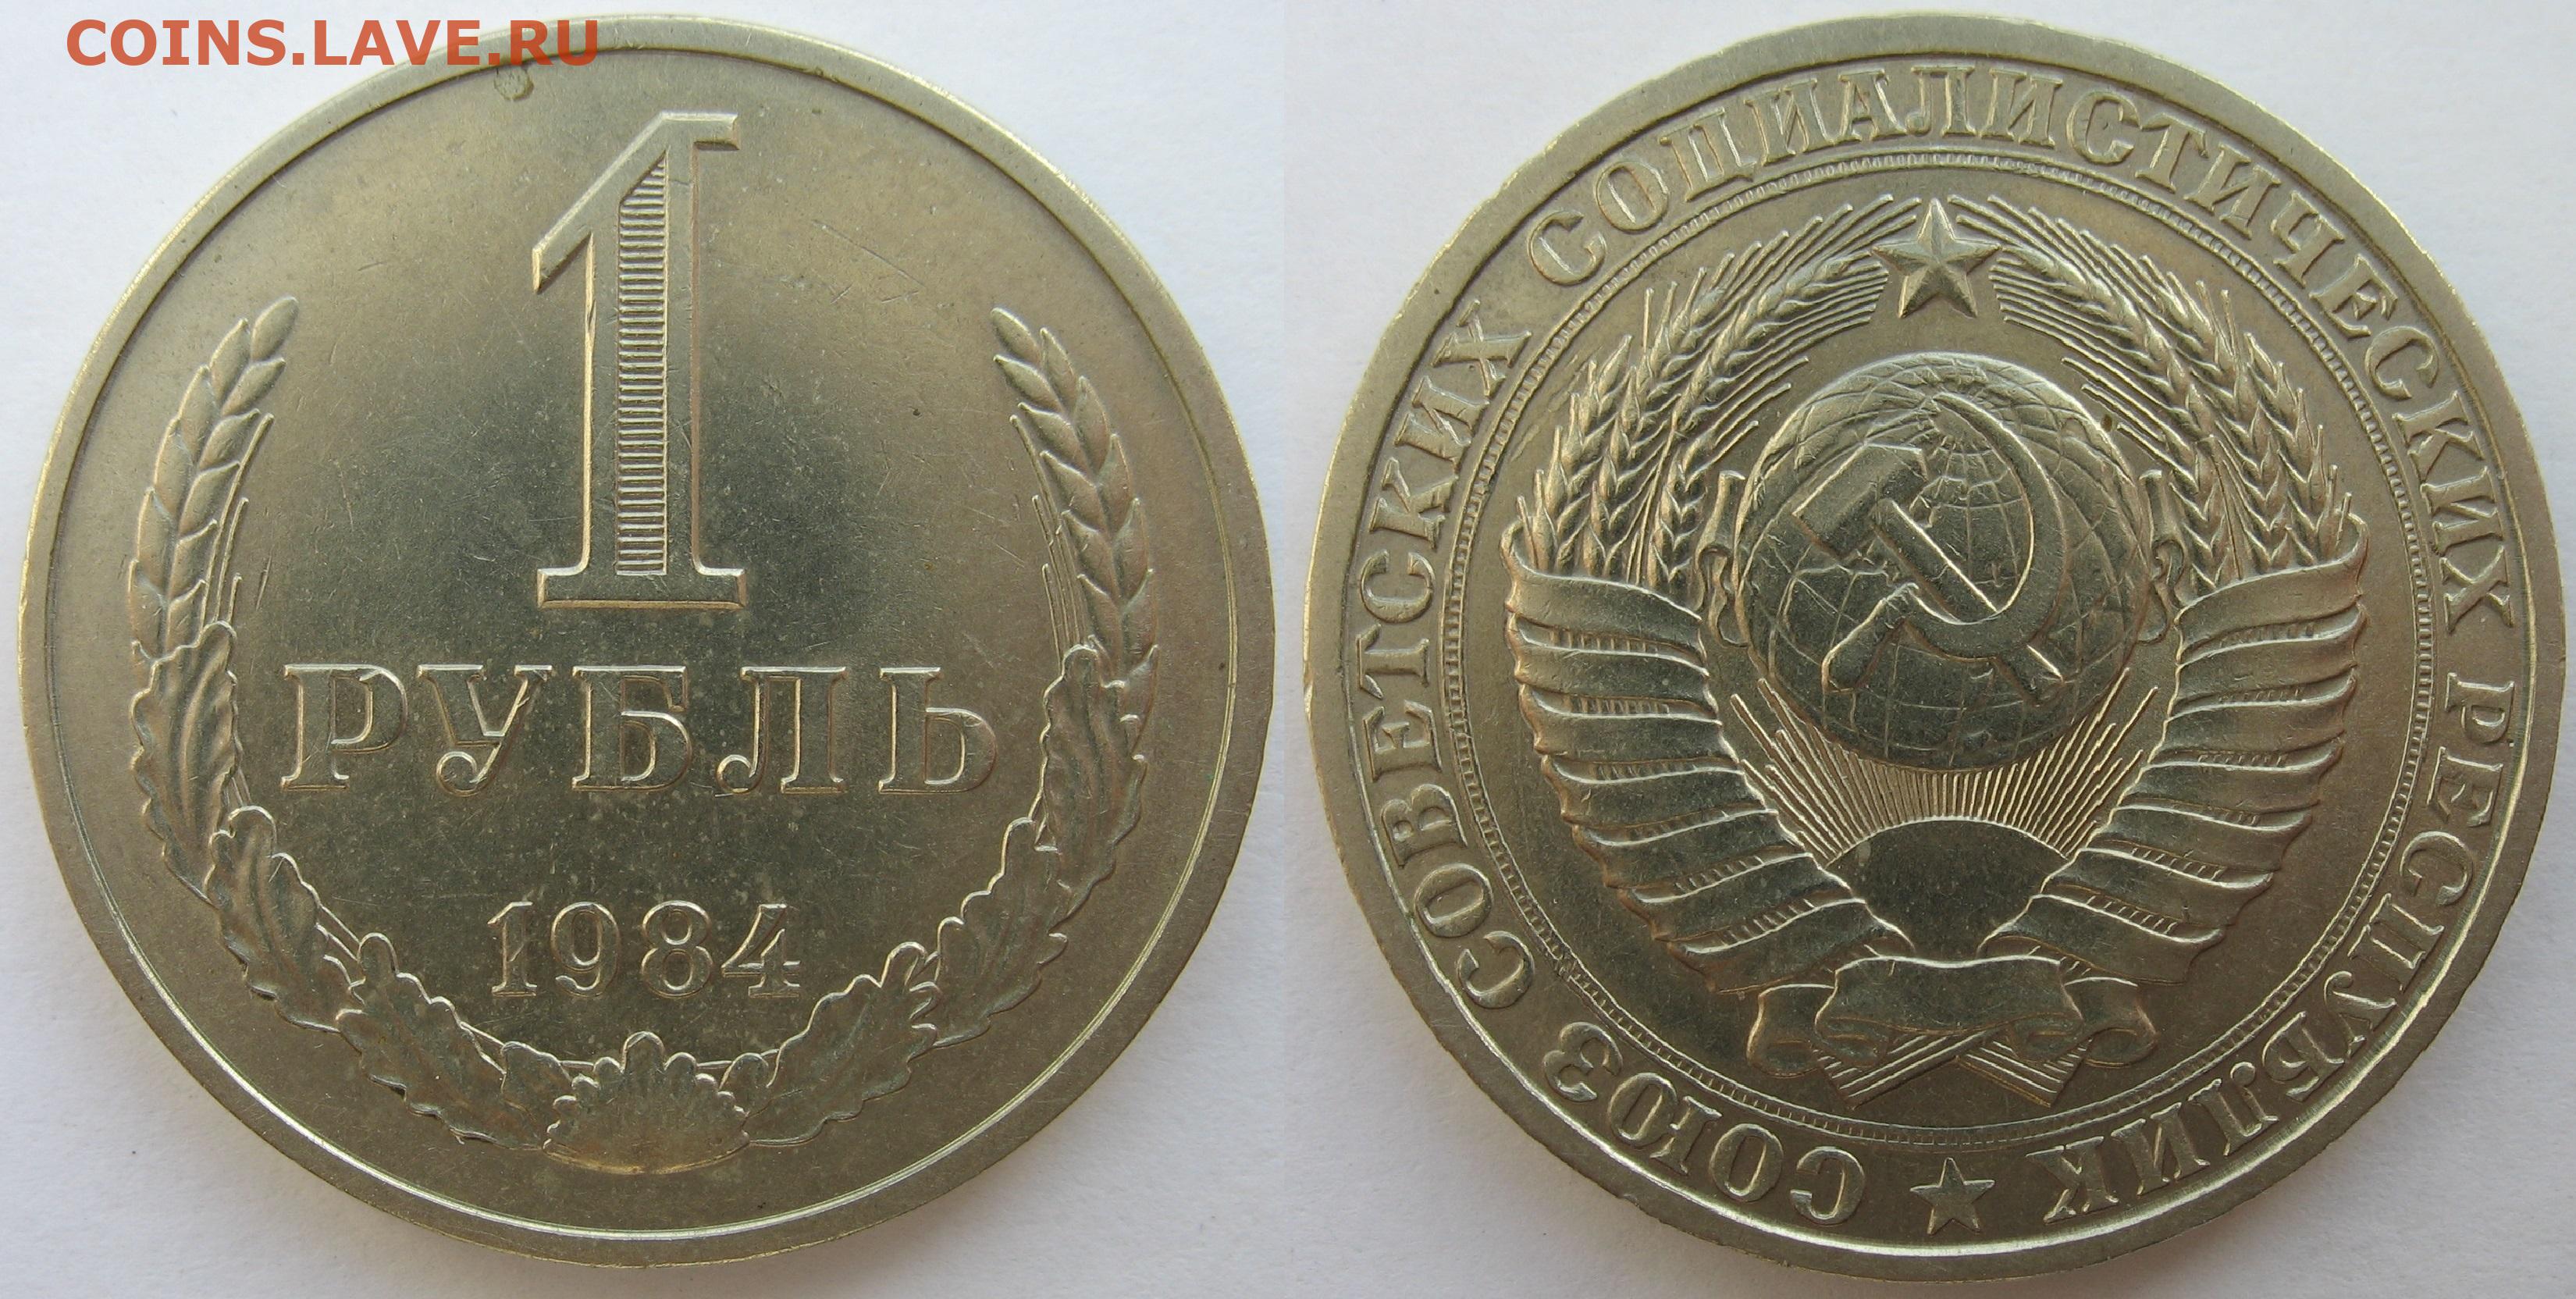 COINS.LAVE.RU
1
РУБЛЬ
1984
СОЮЗ СОВЕТСКИХ СОЦИАЛИСТИЧЕСКИХ РЕСПУБЛИК